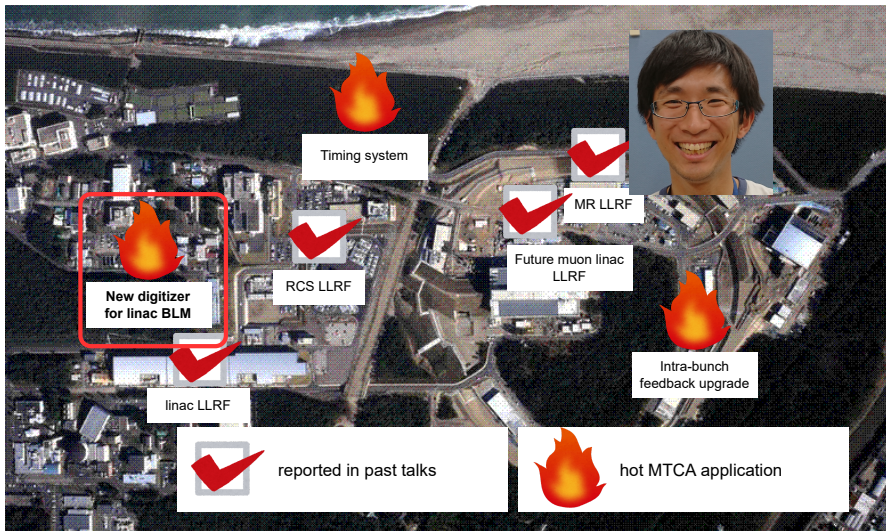 Timing system
MR LLRF
Future muon linac
LLRF
RCS LLRF
New digitizer
for linac BLM
Intra-bunch
feedback upgrade
linac LLRF
reported in past talks
hot MTCA application